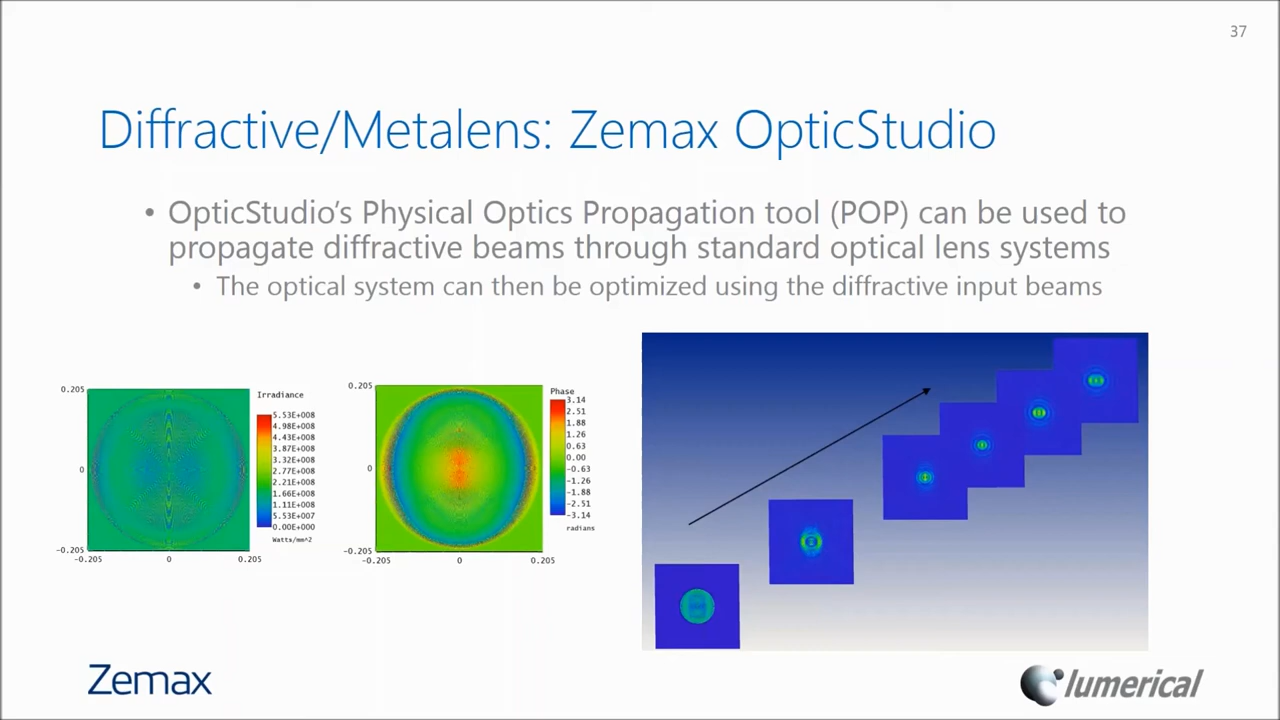 37
Diffractive/Metalens: Zemax OpticStudio
• OpticStudio's Physical Optics Propagation tool (POP) can be used to
propagate diffractive beams through standard optical lens systems
• The optical system can then be optimized using the diffractive input beams
0.205
0
-0.205
-0.205 0 0.205
Irradiance
5.53E+008
4.98E+008
4.43E+008
3.87E+008
3.32E+008
2.77E+008
2.21E+008
1.66E+008
1.11E+008
5.53E+007
0.00E+000
Watts/mm^2
0.205
0
-0.205
-0.205 0 0.205
Phase
3.14
2.51
1.88
1.26
0.63
0.00
-0.63
-1.26
-1.88
-2.51
-3.14
radians
Zemax
lumerical